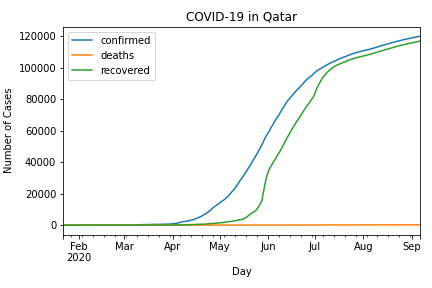 COVID-19 in Qatar
confirmed
deaths
recovered
Number of Cases
120000
100000
80000
60000
40000
20000
0
Feb
2020
Mar
Apr
May
Jun
Jul
Aug
Sep
Day